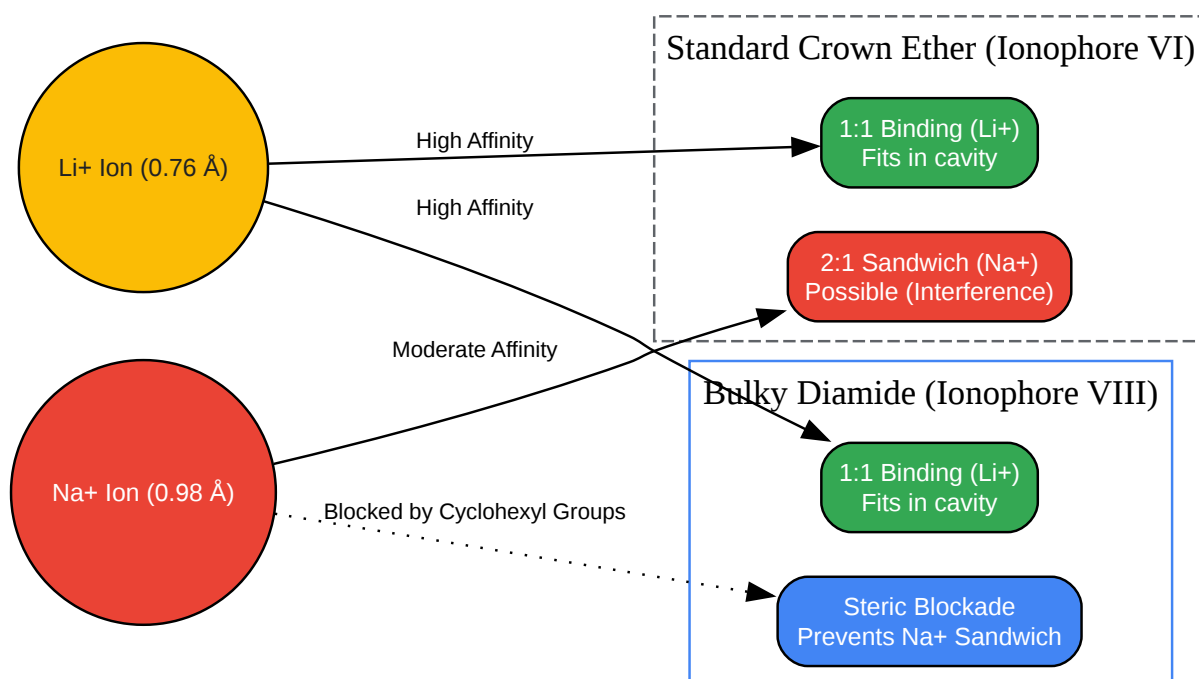 Standard Crown Ether (Ionophore VI)
Li+ Ion (0.76 Å)
High Affinity
1:1 Binding (Li+)
Fits in cavity
High Affinity
2:1 Sandwich (Na+)
Possible (Interference)
Moderate Affinity
Bulky Diamide (Ionophore VIII)
Na+ Ion (0.98 Å)
1:1 Binding (Li+)
Fits in cavity
Blocked by Cyclohexyl Groups
Steric Blockade
Prevents Na+ Sandwich